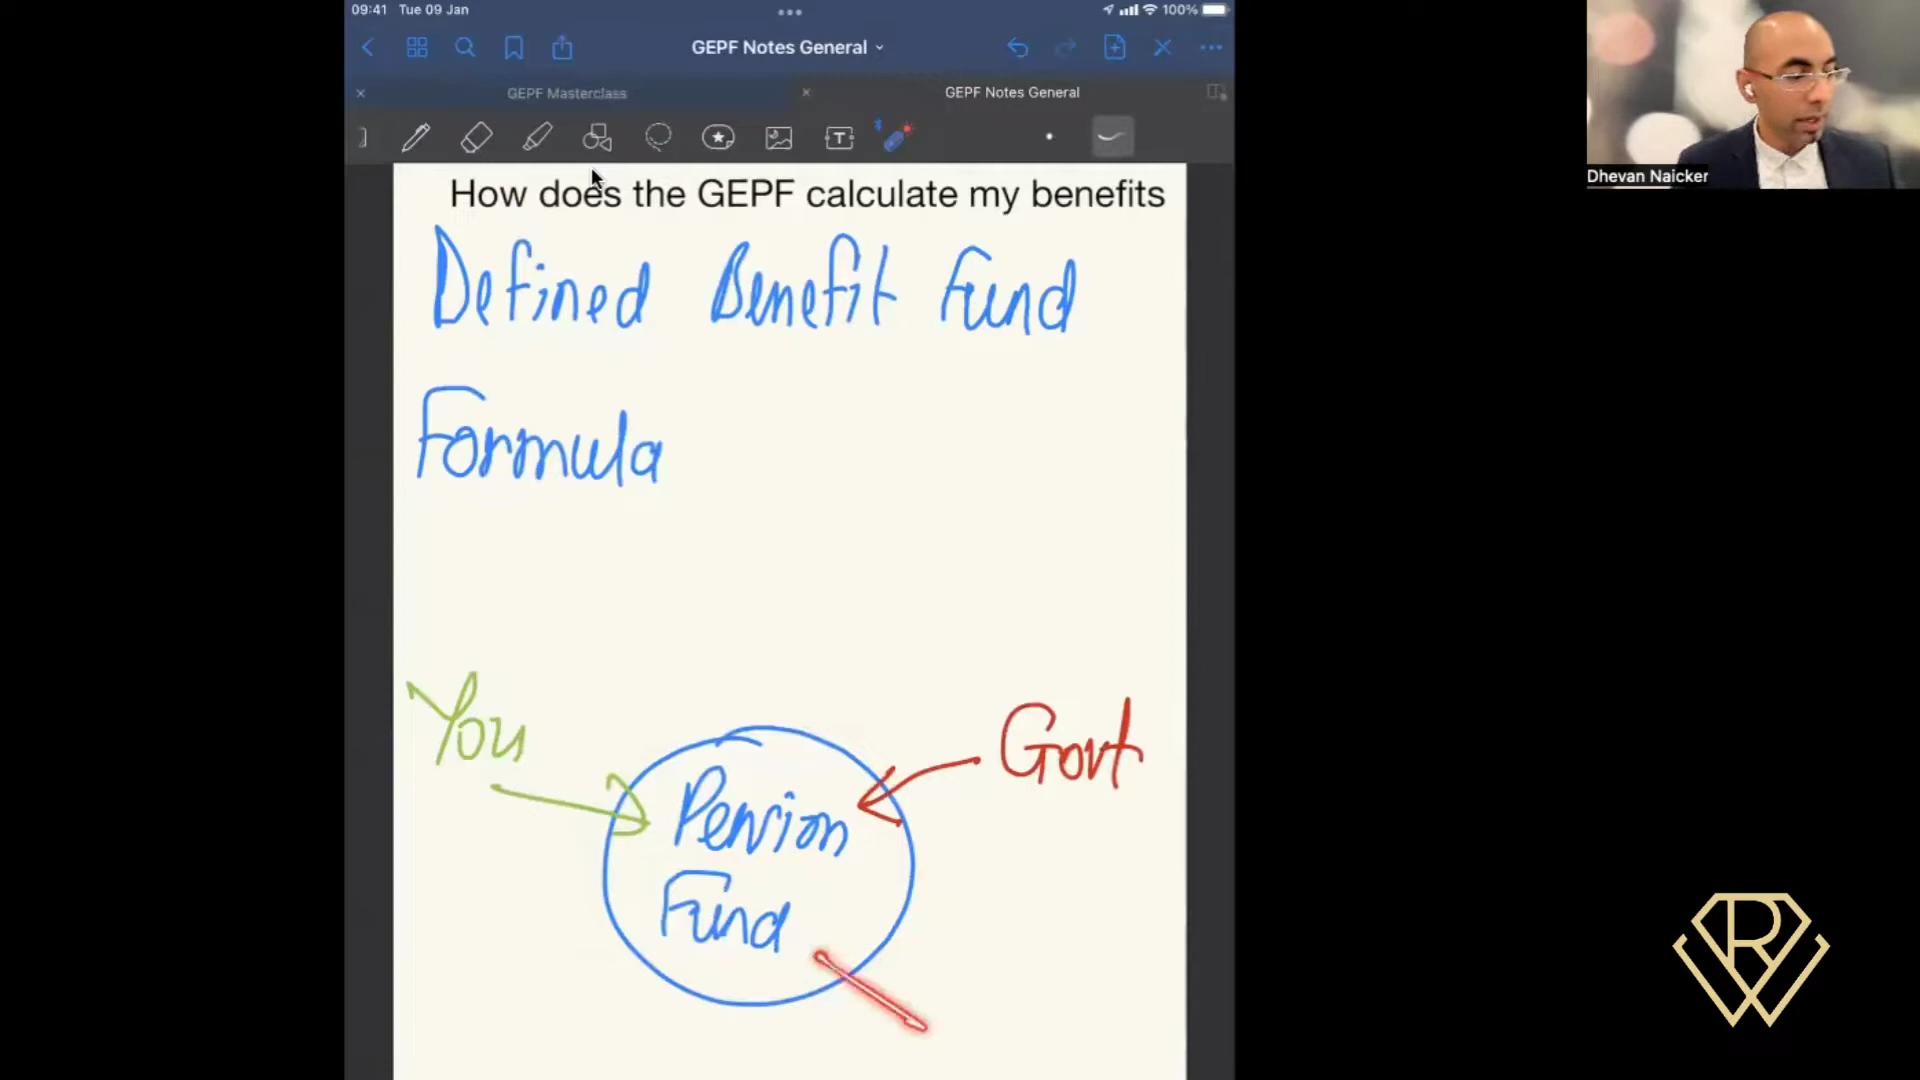 09:41 Tue 09 Jan
100%
GEPF Notes General
GEPF Masterclass
GEPF Notes General
T
Dhevan Naicker
How does the GEPF calculate my benefits
Defined Benefit Fund
Formula
You
Govt
Pension
Fund
RW